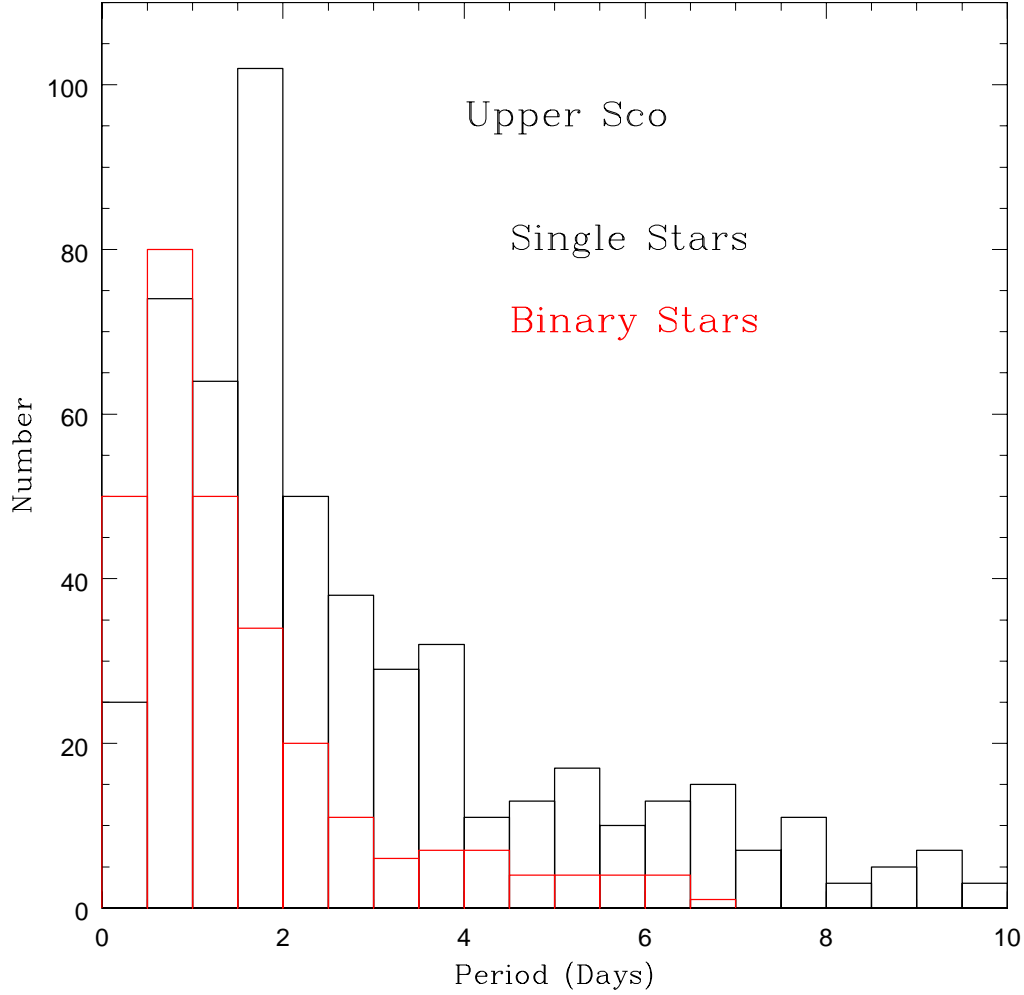 Upper Sco
Single Stars
Binary Stars
100
80
60
40
20
0
Number
0 2 4 6 8 10
Period (Days)